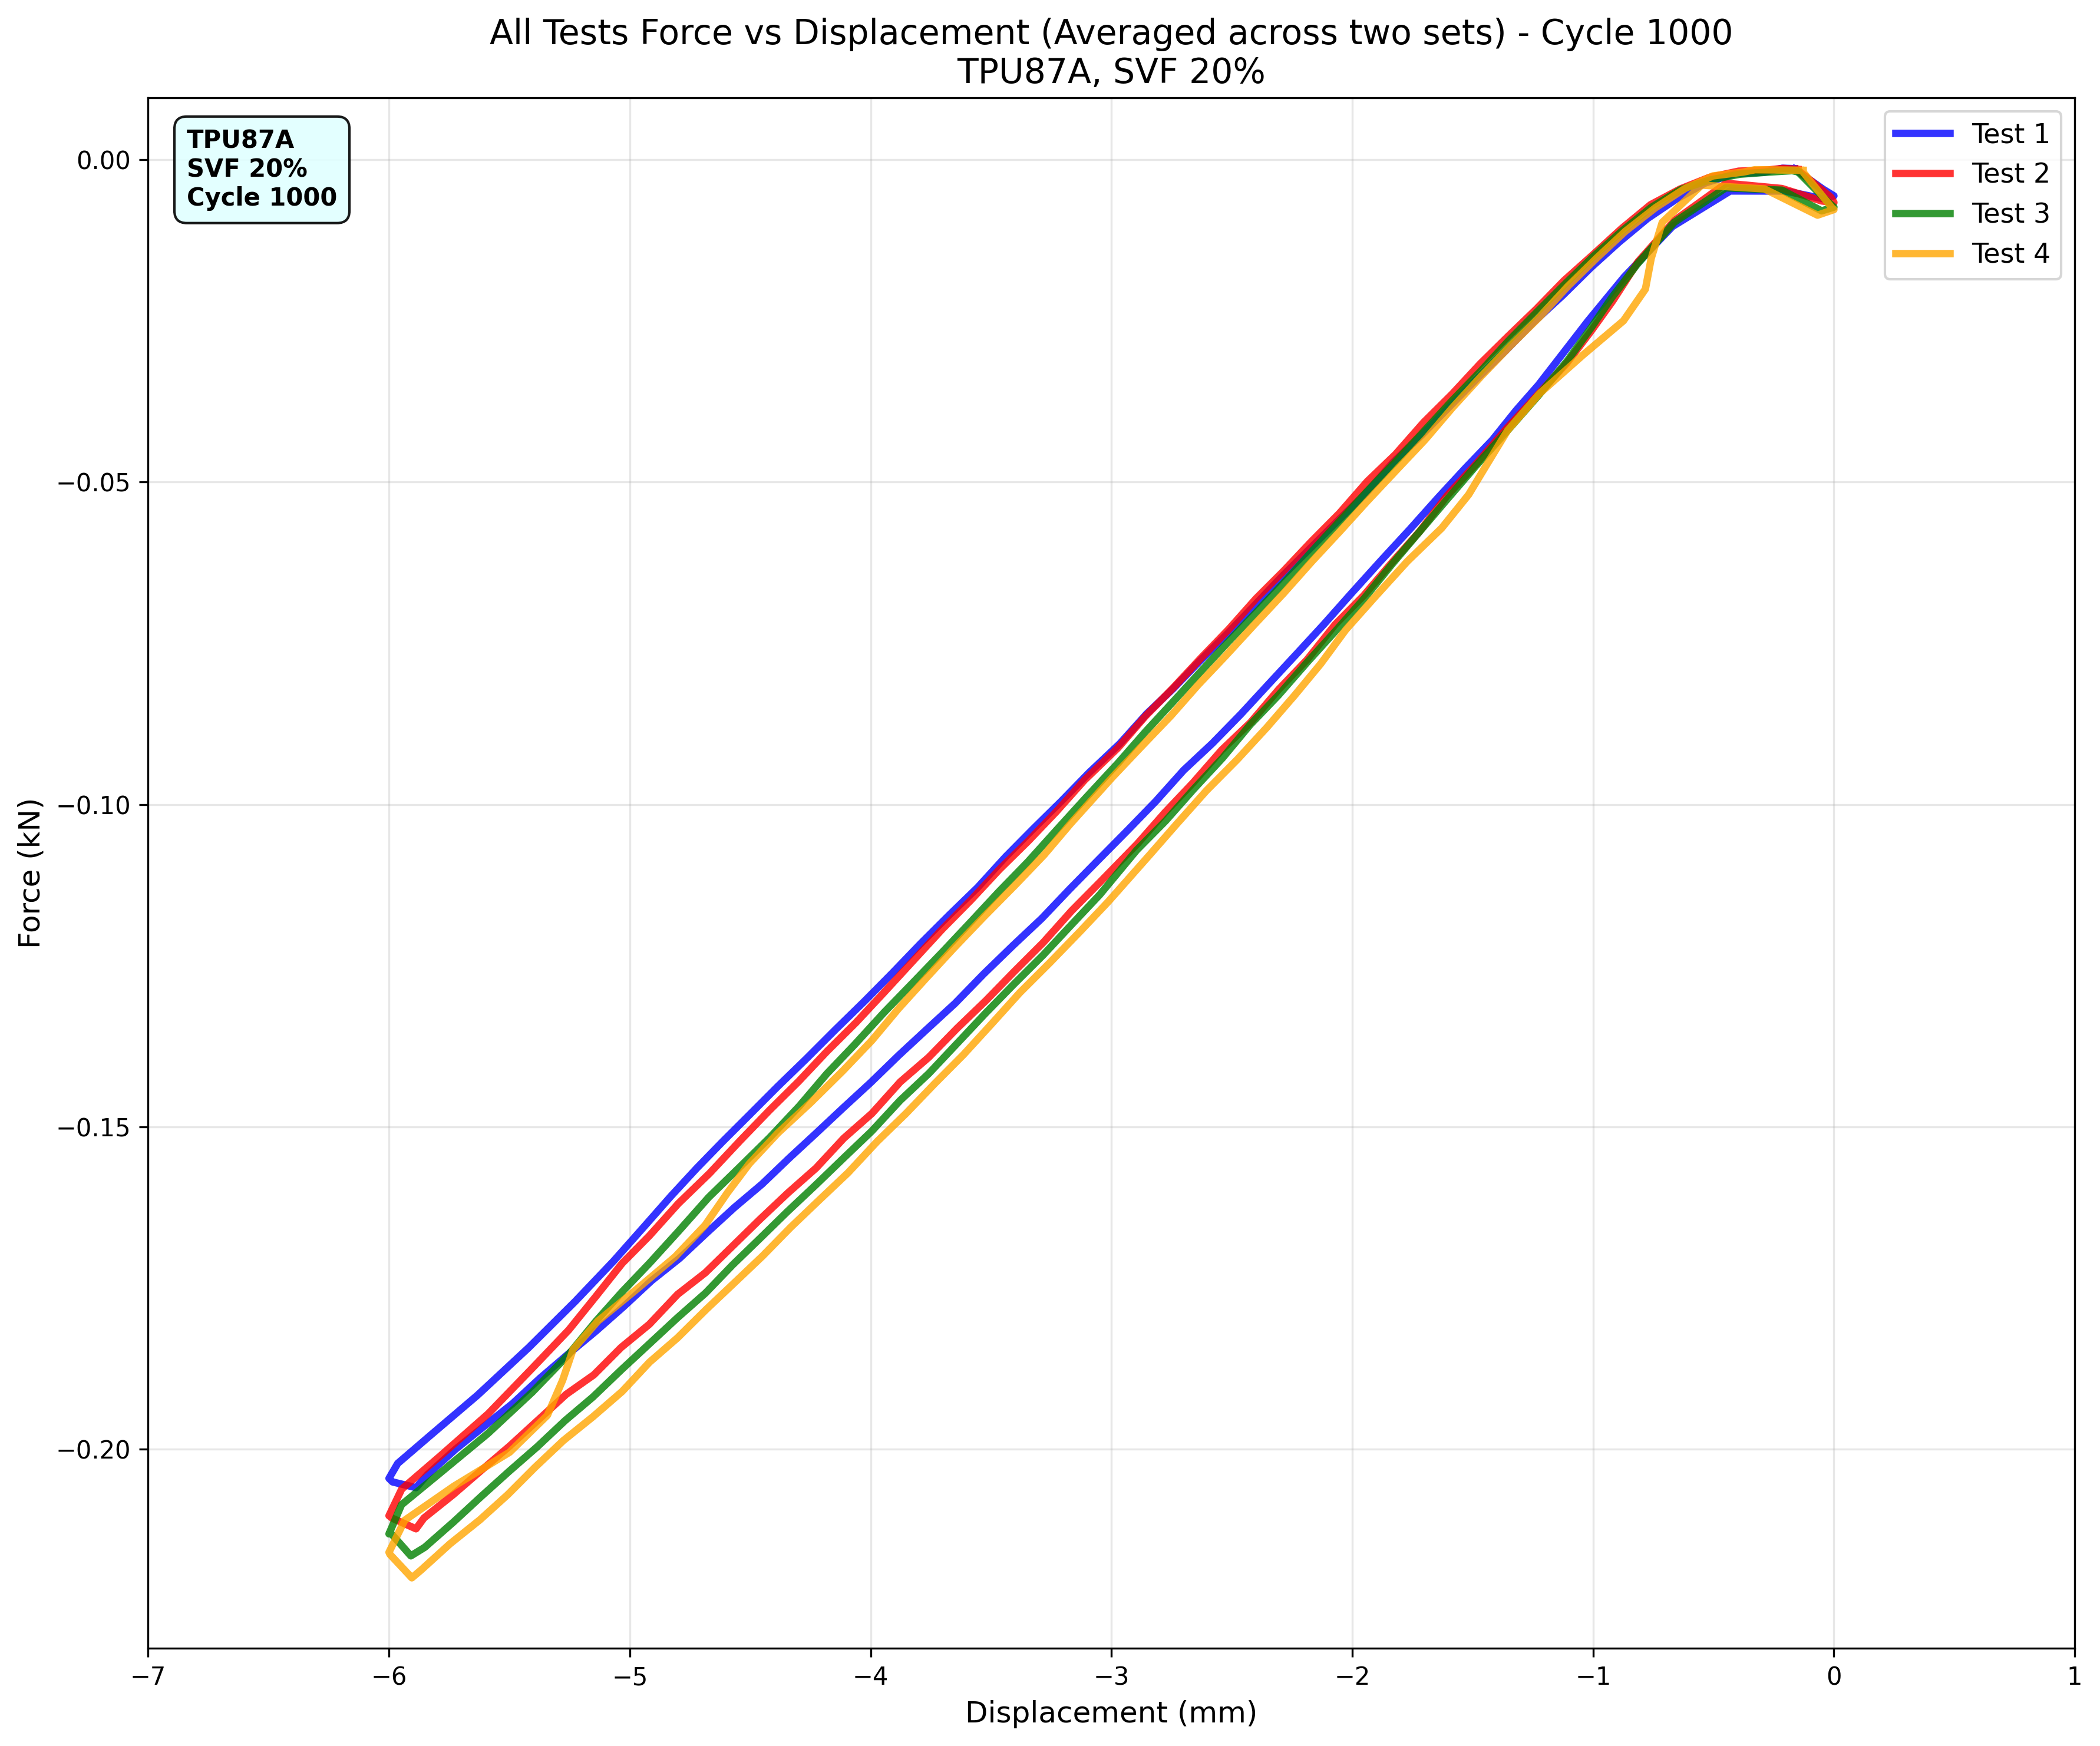 All Tests Force vs Displacement (Averaged across two sets) - Cycle 1000
TPU87A, SVF 20%
TPU87A
SVF 20%
Cycle 1000
Test 1
Test 2
Test 3
Test 4
Force (kN)
0.00
−0.05
−0.10
−0.15
−0.20
−7
−6
−5
−4
−3
−2
−1
0
1
Displacement (mm)